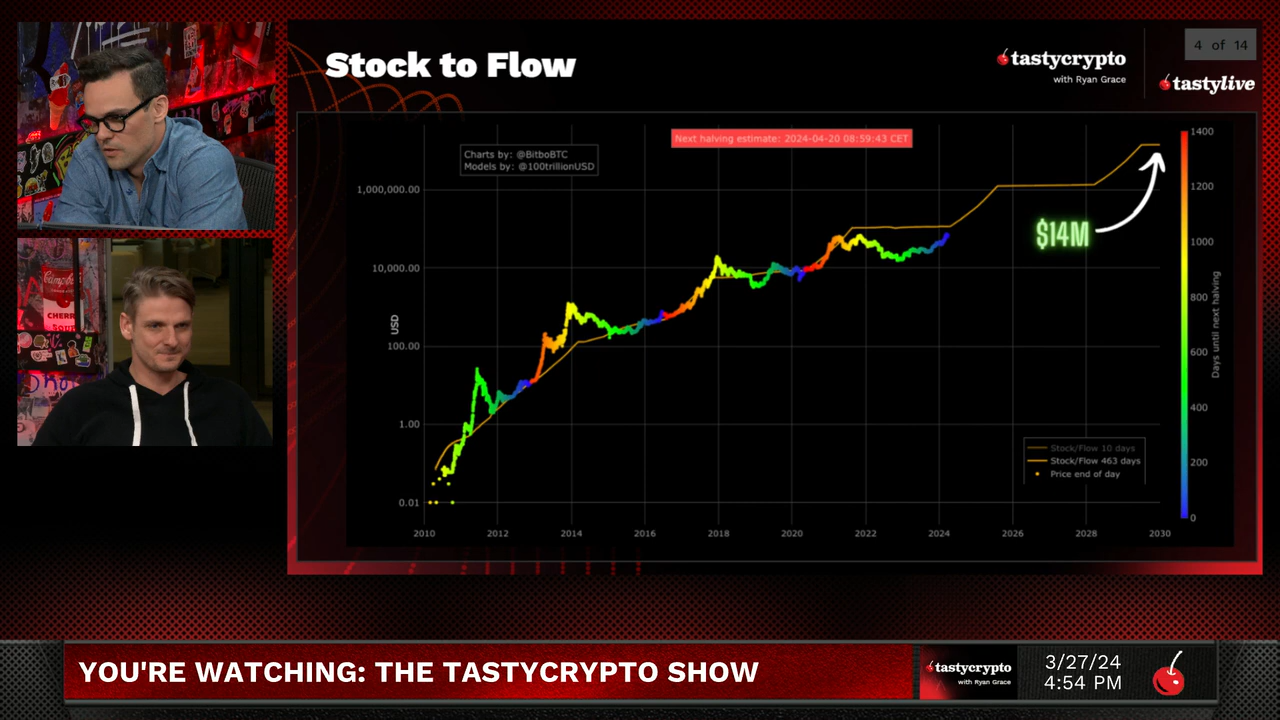 Stock to Flow
tastycrypto
with Ryan Grace
4 of 14
tastylive
Next halving estimate: 2024-04-20 08:59:43 CET
Charts by: @BitboBTC
Models by: @100trillionUSD
1,000,000.00
10,000.00
100.00
1.00
0.01
USD
2010
2012
2014
2016
2018
2020
2022
2024
2026
2028
2030
$14M
1400
1200
1000
800
600
400
200
0
Days until next halving
Stock/Flow 10 days
Stock/Flow 463 days
Price end of day
Campbell's
CHERR
SOUP
YOU'RE WATCHING: THE TASTYCRYPTO SHOW
tastycrypto
with Ryan Grace
3/27/24
4:54 PM